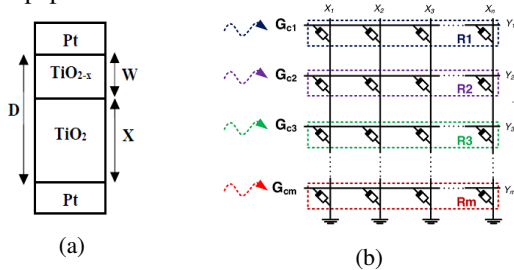 Pt
TiO2-x
W
D
TiO2
X
Pt
(a)
X1 X2 X3 Xn
Gc1 R1 Y1
Gc2 R2 Y2
Gc3 R3 Y3
Gcm Rm
(b)